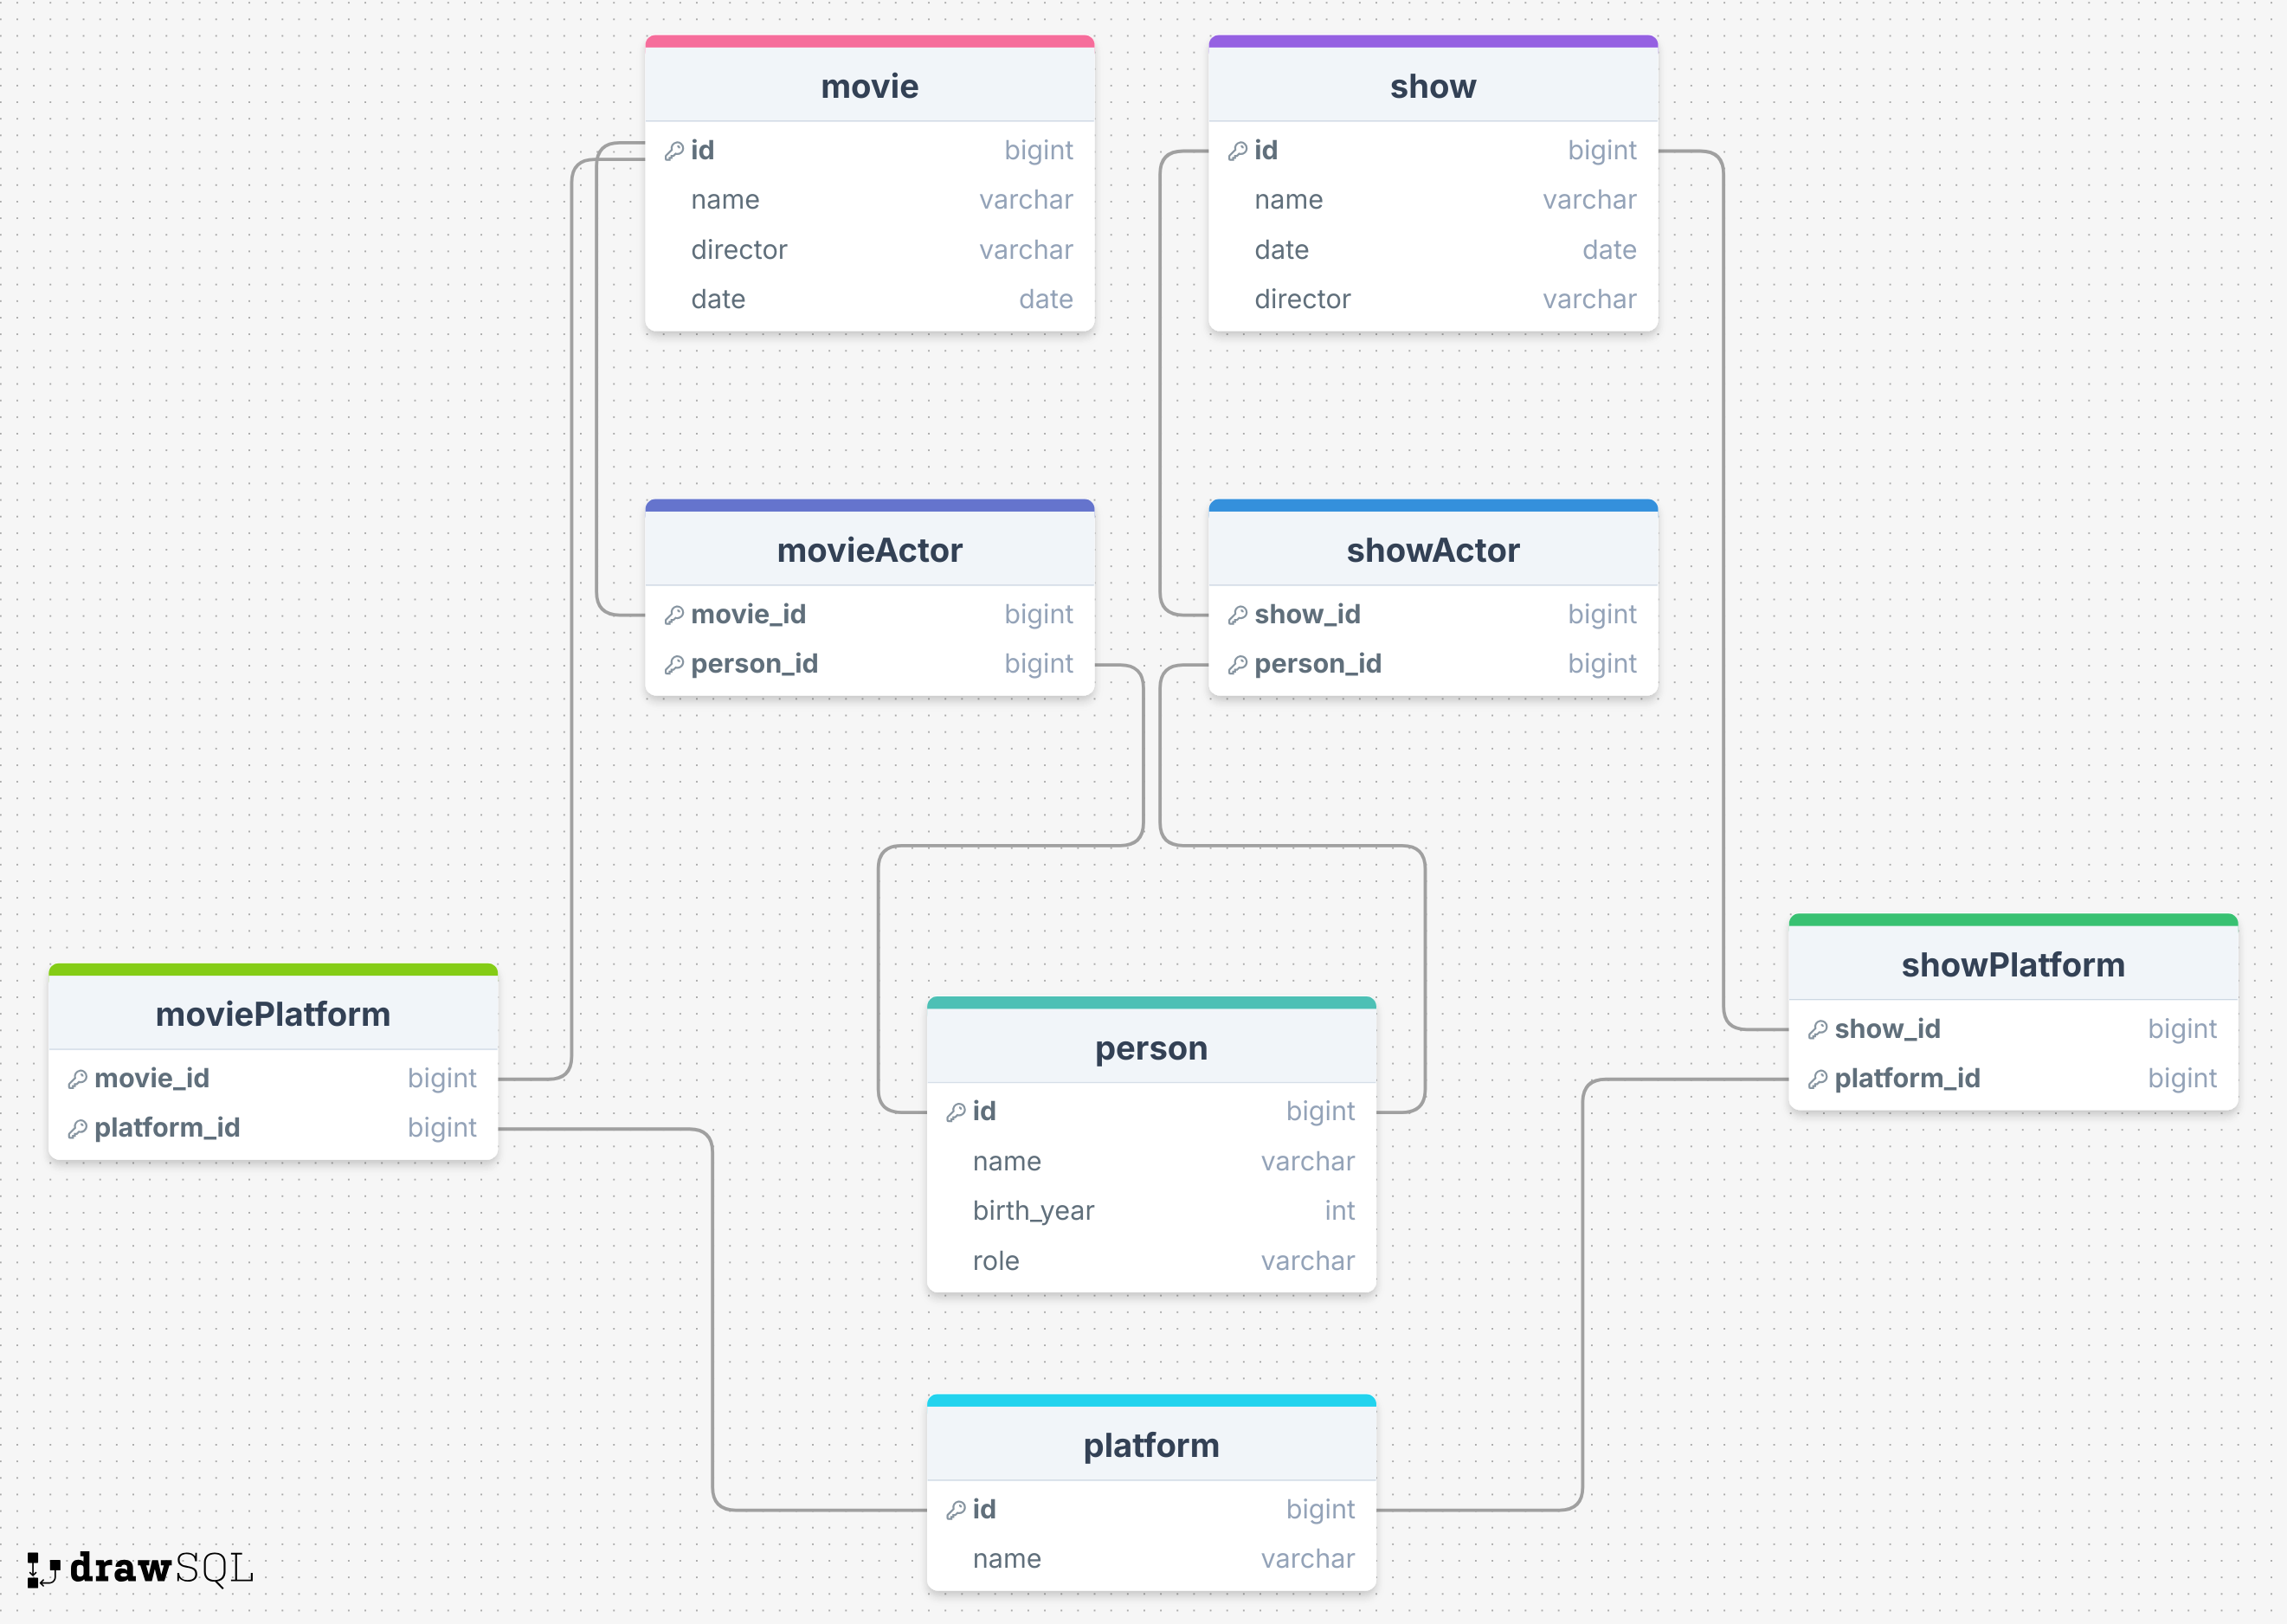 movie
id bigint
name varchar
director varchar
date date
show
id bigint
name varchar
date date
director varchar
movieActor
movie_id bigint
person_id bigint
showActor
show_id bigint
person_id bigint
moviePlatform
movie_id bigint
platform_id bigint
person
id bigint
name varchar
birth_year int
role varchar
showPlatform
show_id bigint
platform_id bigint
platform
id bigint
name varchar
drawSQL